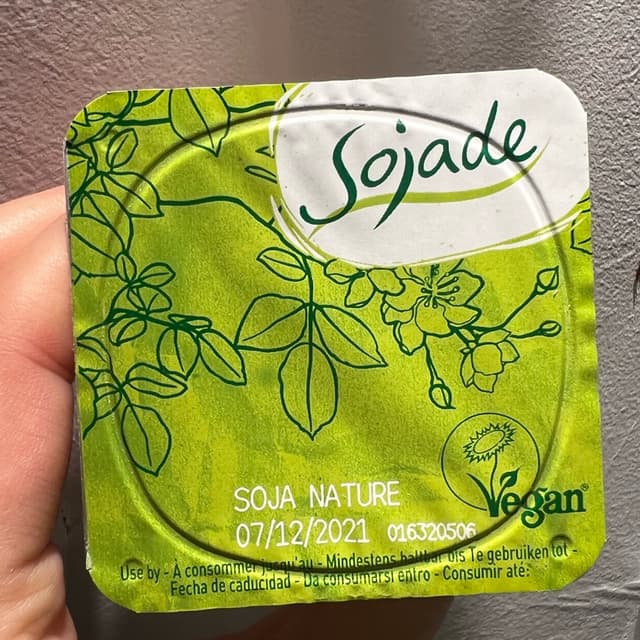 Sojade
Vegan®
SOJA NATURE
07/12/2021 016320506
Use by - À consommer jusqu'au - Mindestens haltbar bis Te gebruiken tot -
Fecha de caducidad - Da consumarsi entro - Consumir até: